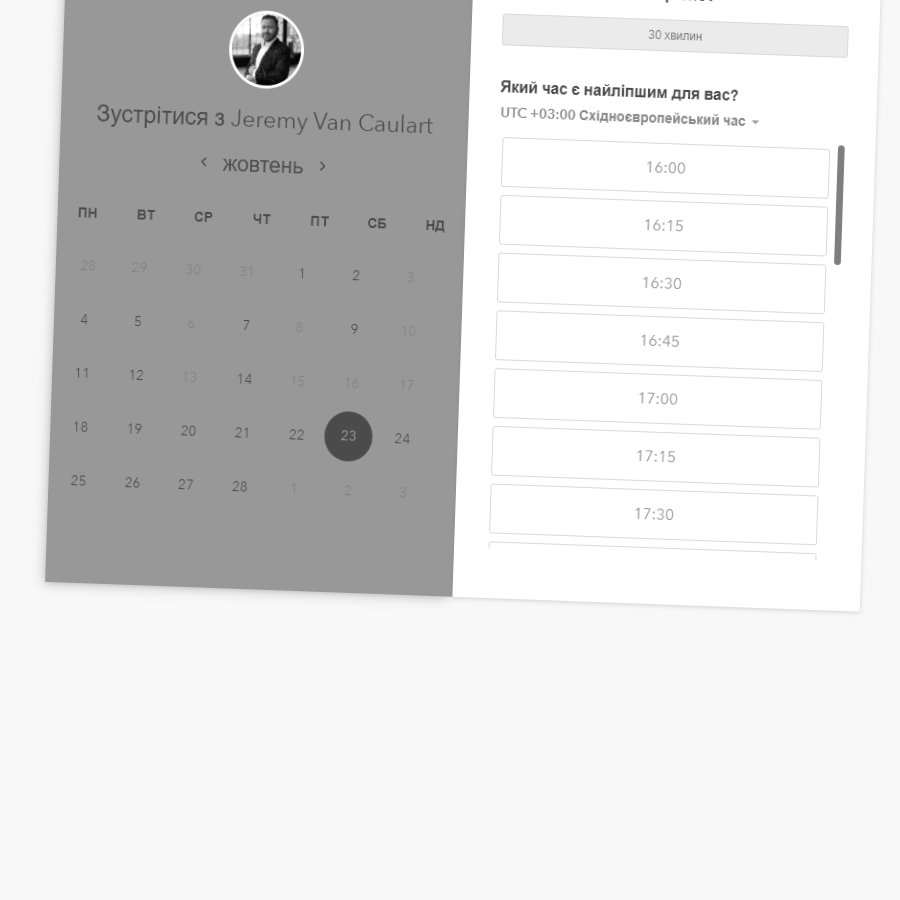 Зустрітися з Jeremy Van Caulart
жовтень
ПН ВТ СР ЧТ ПТ СБ НД
28 29 30 31 1 2 3
4 5 6 7 8 9 10
11 12 13 14 15 16 17
18 19 20 21 22 23 24
25 26 27 28 1 2 3
30 хвилин
Який час є найліпшим для вас?
UTC +03:00 Східноєвропейський час
16:00
16:15
16:30
16:45
17:00
17:15
17:30